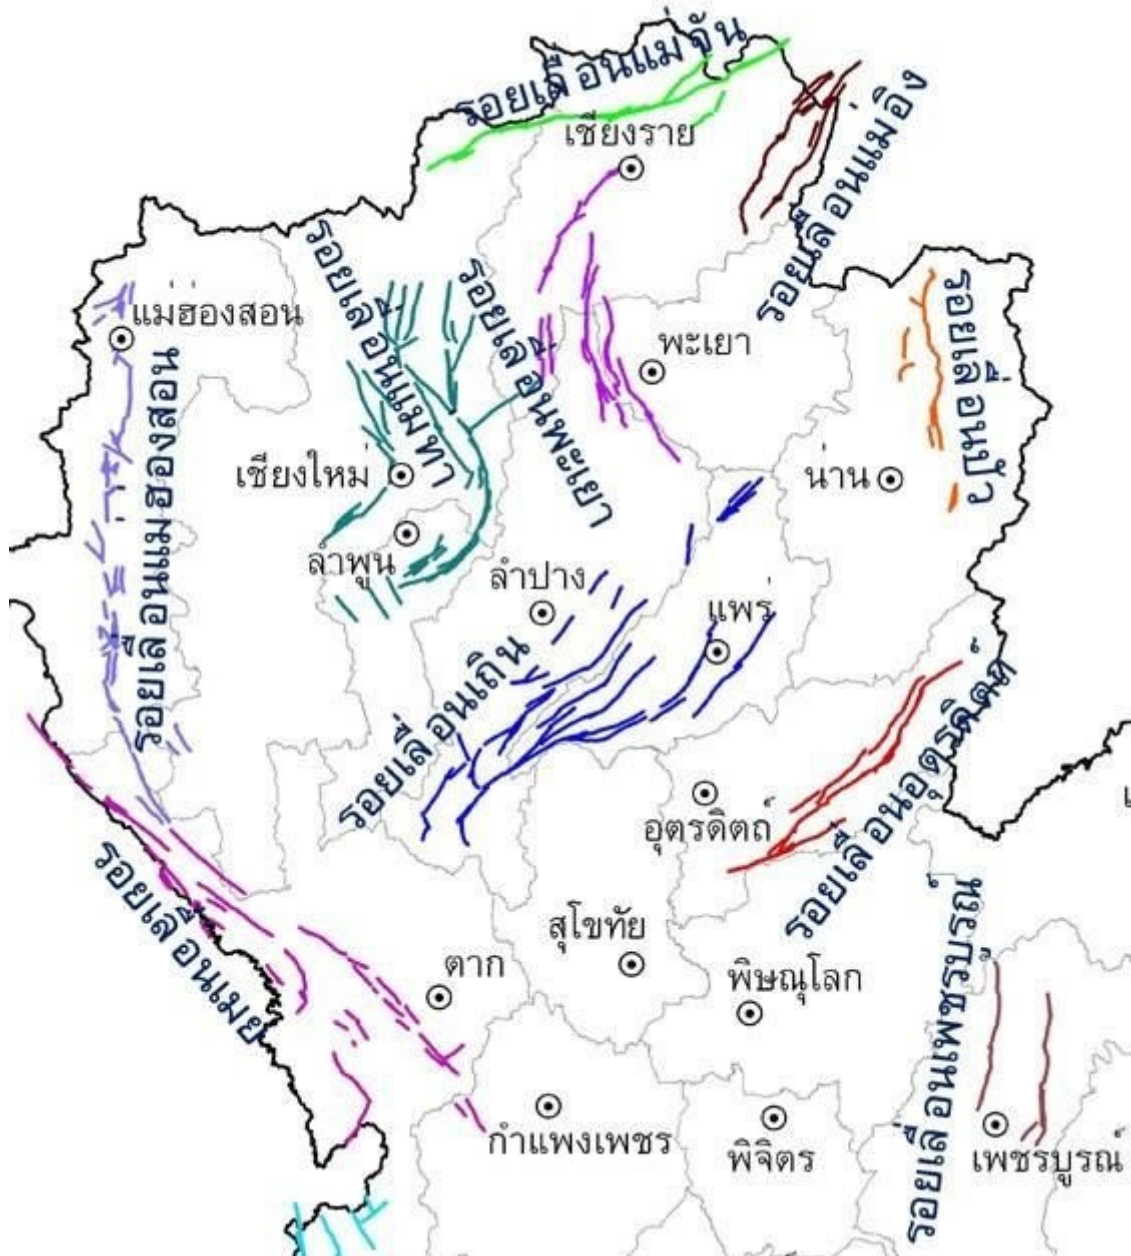 รอยเลื่อนแม่จัน
เชียงราย
รอยเลื่อนแม่อิง
รอยเลื่อนแม่ทา
รอยเลื่อนพะเยา
แม่ฮ่องสอน
พะเยา
รอยเลื่อนปัว
รอยเลื่อนแม่ฮ่องสอน
เชียงใหม่
น่าน
ลำพูน
ลำปาง
แพร่
รอยเลื่อนเถิน
อุตรดิตถ์
รอยเลื่อนอุตรดิตถ์
รอยเลื่อนเมย
สุโขทัย
ตาก
พิษณุโลก
รอยเลื่อนเพชรบูรณ์
กำแพงเพชร
พิจิตร
เพชรบูรณ์